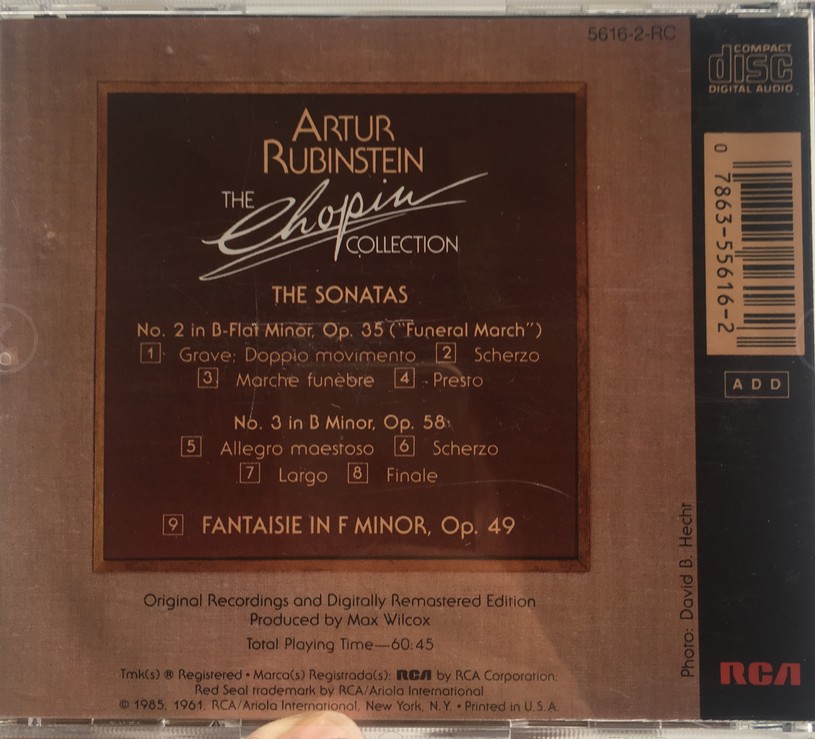 5616-2-RC
COMPACT
disc
DIGITAL AUDIO
ARTUR
RUBINSTEIN
THE Chopin
COLLECTION
THE SONATAS
No. 2 in B-Flat Minor, Op. 35 ("Funeral March")
1 Grave; Doppio movimento 2 Scherzo
3 Marche funèbre 4 Presto
No. 3 in B Minor, Op. 58
5 Allegro maestoso 6 Scherzo
7 Largo 8 Finale
9 FANTAISIE IN F MINOR, Op. 49
Original Recordings and Digitally Remastered Edition
Produced by Max Wilcox
Total Playing Time—60:45
Tmk(s) ® Registered • Marca(s) Registrada(s): RCA by RCA Corporation;
Red Seal trademark by RCA/Ariola International
© 1985, 1961, RCA/Ariola International, New York, N.Y. • Printed in U.S.A.
Photo: David B. Hecht
0 7863-55616-2
ADD
RCA